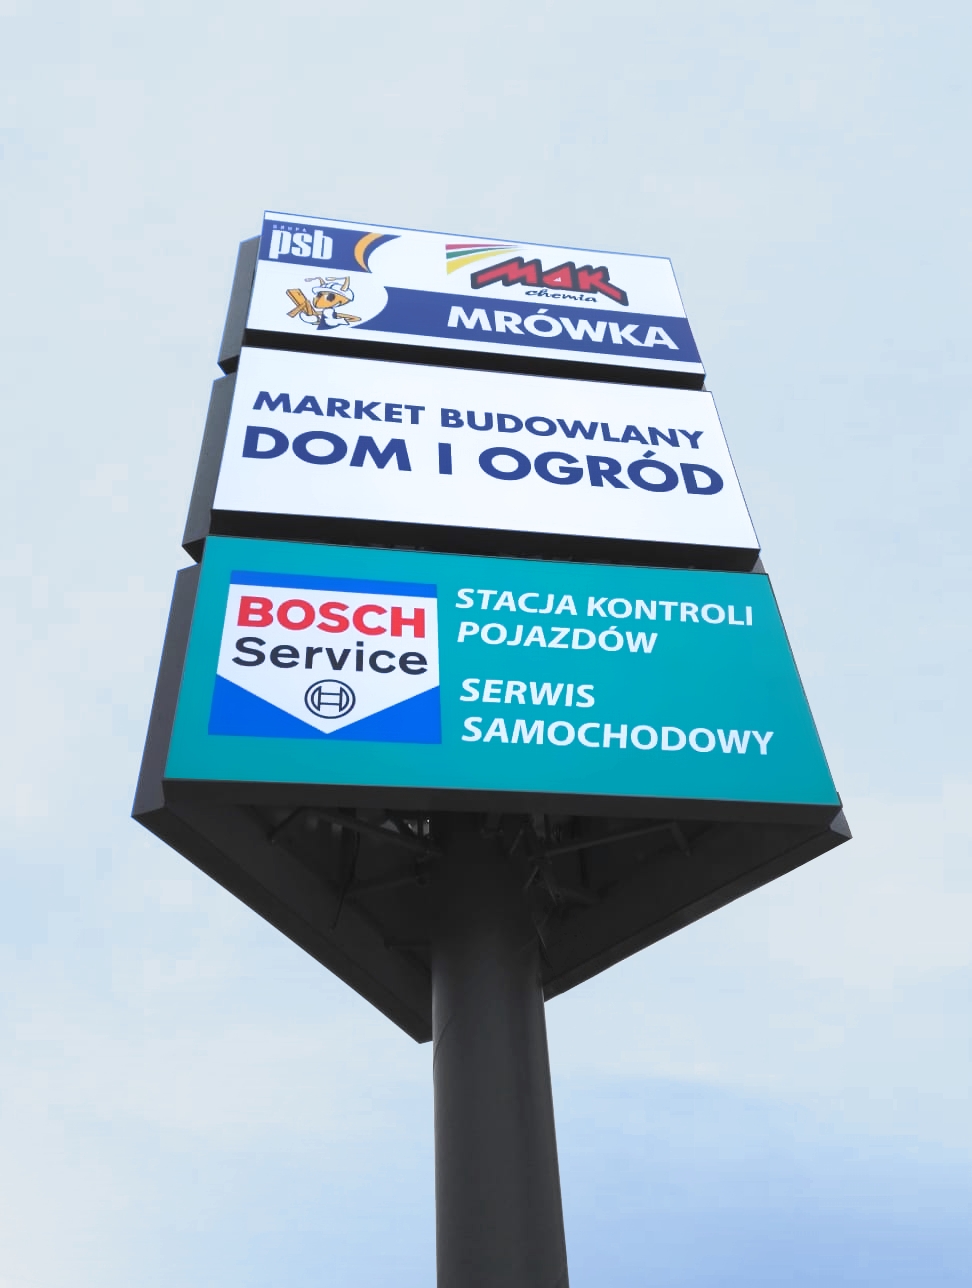 GRUPA
psb
MAK
chemia
MRÓWKA
MARKET BUDOWLANY
DOM I OGRÓD
BOSCH
Service
STACJA KONTROLI
POJAZDÓW
SERWIS
SAMOCHODOWY